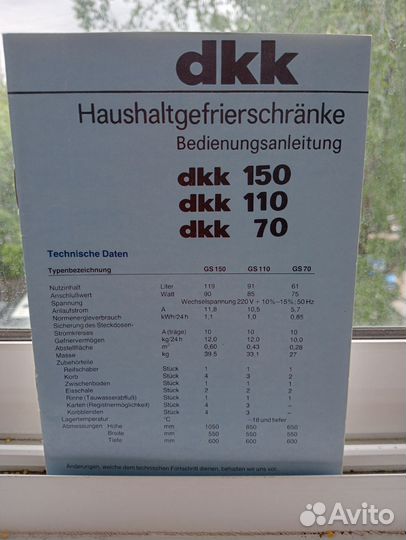 dkk
Haushaltgefrierschränke
Bedienungsanleitung
dkk 150
dkk 110
dkk 70
Technische Daten
Typenbezeichnung GS 150 GS 110 GS 70
Nutzinhalt Liter 119 91 61
Anschlußwert Watt 90 85 75
Spannung Wechselspannung 220 V + 10%−15%; 50 Hz
Anlaufstrom A 11,8 10,5 5,7
Normenergieverbrauch kWh/24 h 1,1 1,0 0,85
Sicherung des Steckdosen-
Stromkreises A (träge) 10 10 10
Gefriervermögen kg/24 h 12,0 12,0 10,0
Abstellfläche m² 0,60 0,43 0,28
Masse kg 39,5 33,1 27
Zubehörteile
Reifschaber Stück 1 1 1
Korb Stück 4 3 2
Zwischenboden Stück 1 1 1
Eisschale Stück 2 2 2
Rinne (Tauwasserabfluß) Stück 1 1 1
Karten (Registriermöglichkeit) Stück 4 3 –
Korbblenden Stück 4 3 –
Lagertemperatur °C −18 und tiefer
Abmessungen Höhe mm 1050 850 650
Breite mm 550 550 550
Tiefe mm 600 600 600
Änderungen, welche dem technischen Fortschritt dienen, behalten wir uns vor.
Avito